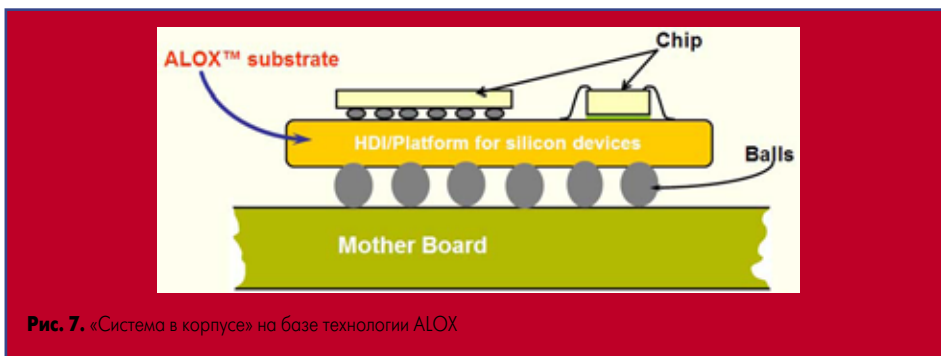 Chip
ALOX™ substrate
HDI/Platform for silicon devices
Balls
Mother Board
Рис. 7. «Система в корпусе» на базе технологии ALOX